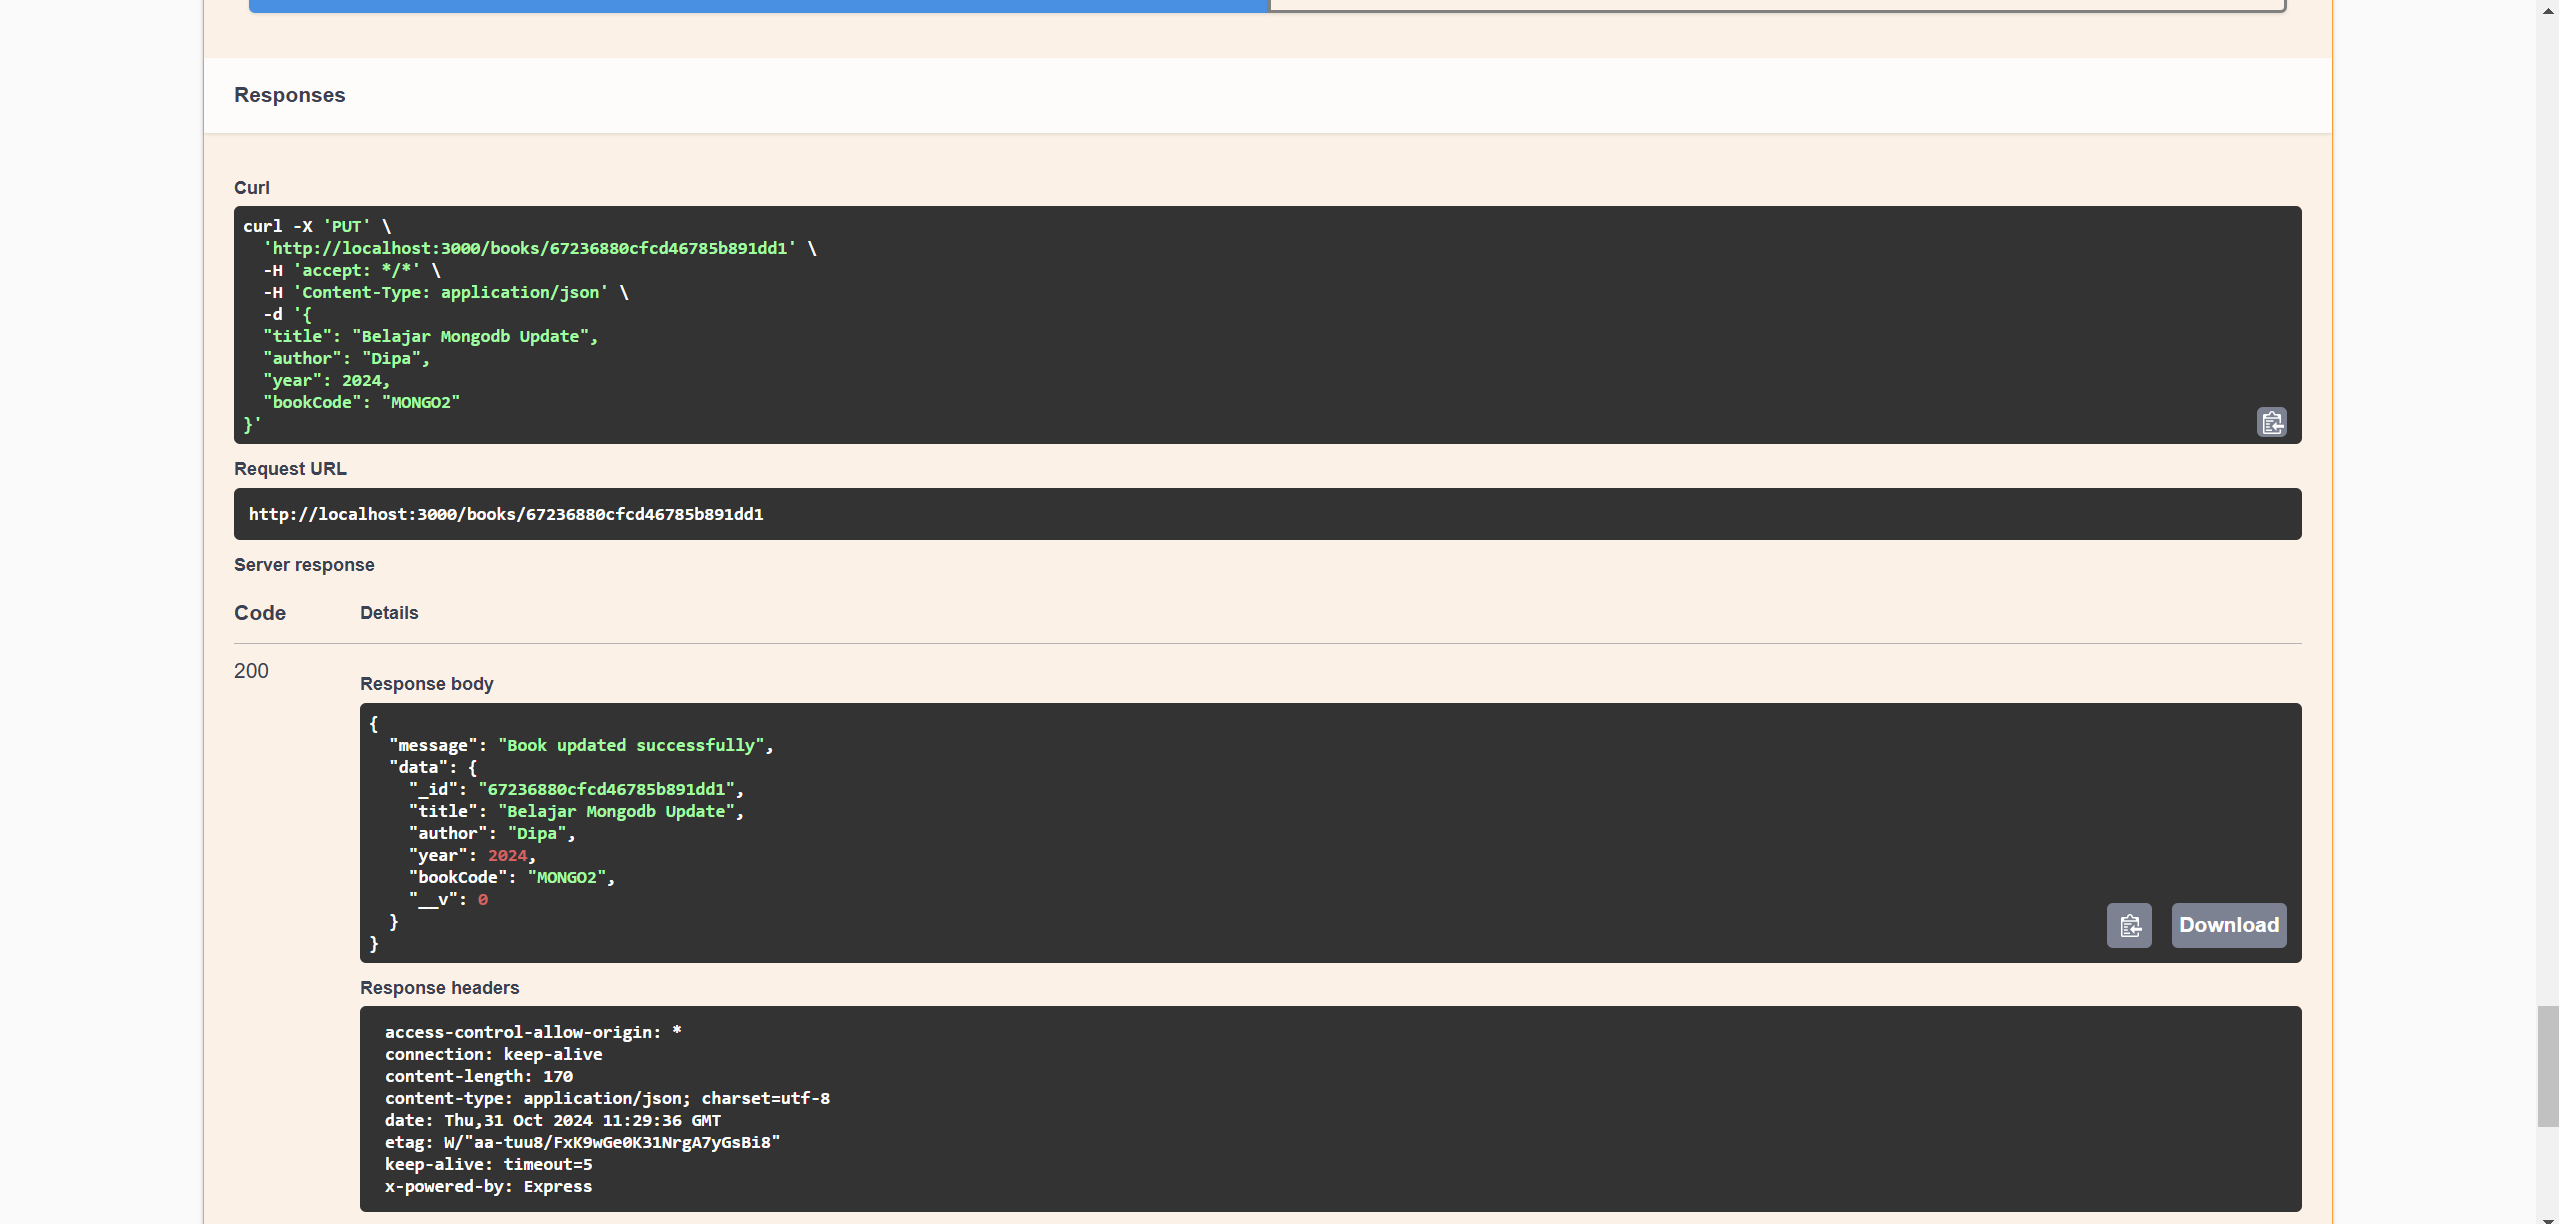 Responses
Curl
curl -X 'PUT' \
  'http://localhost:3000/books/67236880cfcd46785b891dd1' \
  -H 'accept: */*' \
  -H 'Content-Type: application/json' \
  -d '{
  "title": "Belajar Mongodb Update",
  "author": "Dipa",
  "year": 2024,
  "bookCode": "MONGO2"
}'
Request URL
http://localhost:3000/books/67236880cfcd46785b891dd1
Server response
Code Details
200
Response body
{
  "message": "Book updated successfully",
  "data": {
    "_id": "67236880cfcd46785b891dd1",
    "title": "Belajar Mongodb Update",
    "author": "Dipa",
    "year": 2024,
    "bookCode": "MONGO2",
    "__v": 0
  }
}
Download
Response headers
access-control-allow-origin: *
connection: keep-alive
content-length: 170
content-type: application/json; charset=utf-8
date: Thu,31 Oct 2024 11:29:36 GMT
etag: W/"aa-tuu8/FxK9wGe0K31NrgA7yGsBi8"
keep-alive: timeout=5
x-powered-by: Express